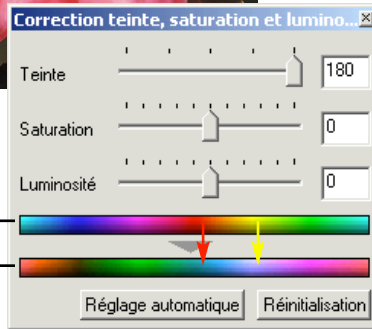 Correction teinte, saturation et lumino...
Teinte 180
Saturation 0
Luminosité 0
Réglage automatique Réinitialisation